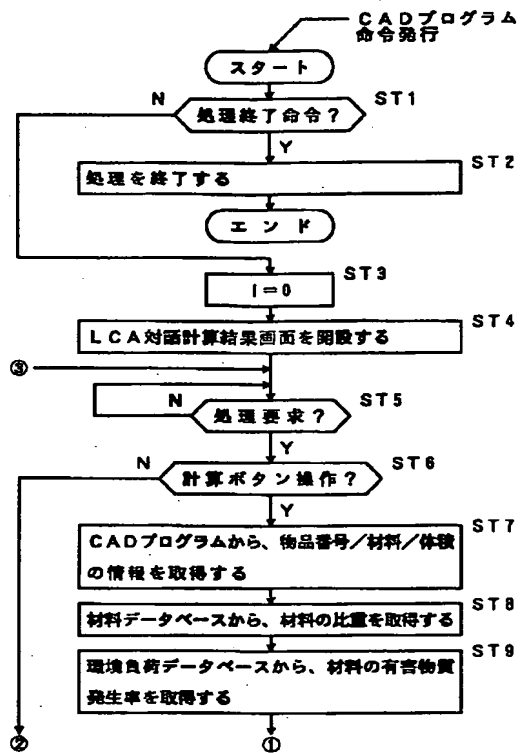 CADプログラム
命令発行
スタート
N
処理終了命令?
ST1
Y
処理を終了する
ST2
エンド
i=0
ST3
LCA対話計算結果画面を開設する
ST4
③
N
処理要求?
ST5
Y
N
計算ボタン操作?
ST6
Y
CADプログラムから、物品番号/材料/体積
の情報を取得する
ST7
材料データベースから、材料の比重を取得する
ST8
環境負荷データベースから、材料の有害物質
発生率を取得する
ST9
②
①